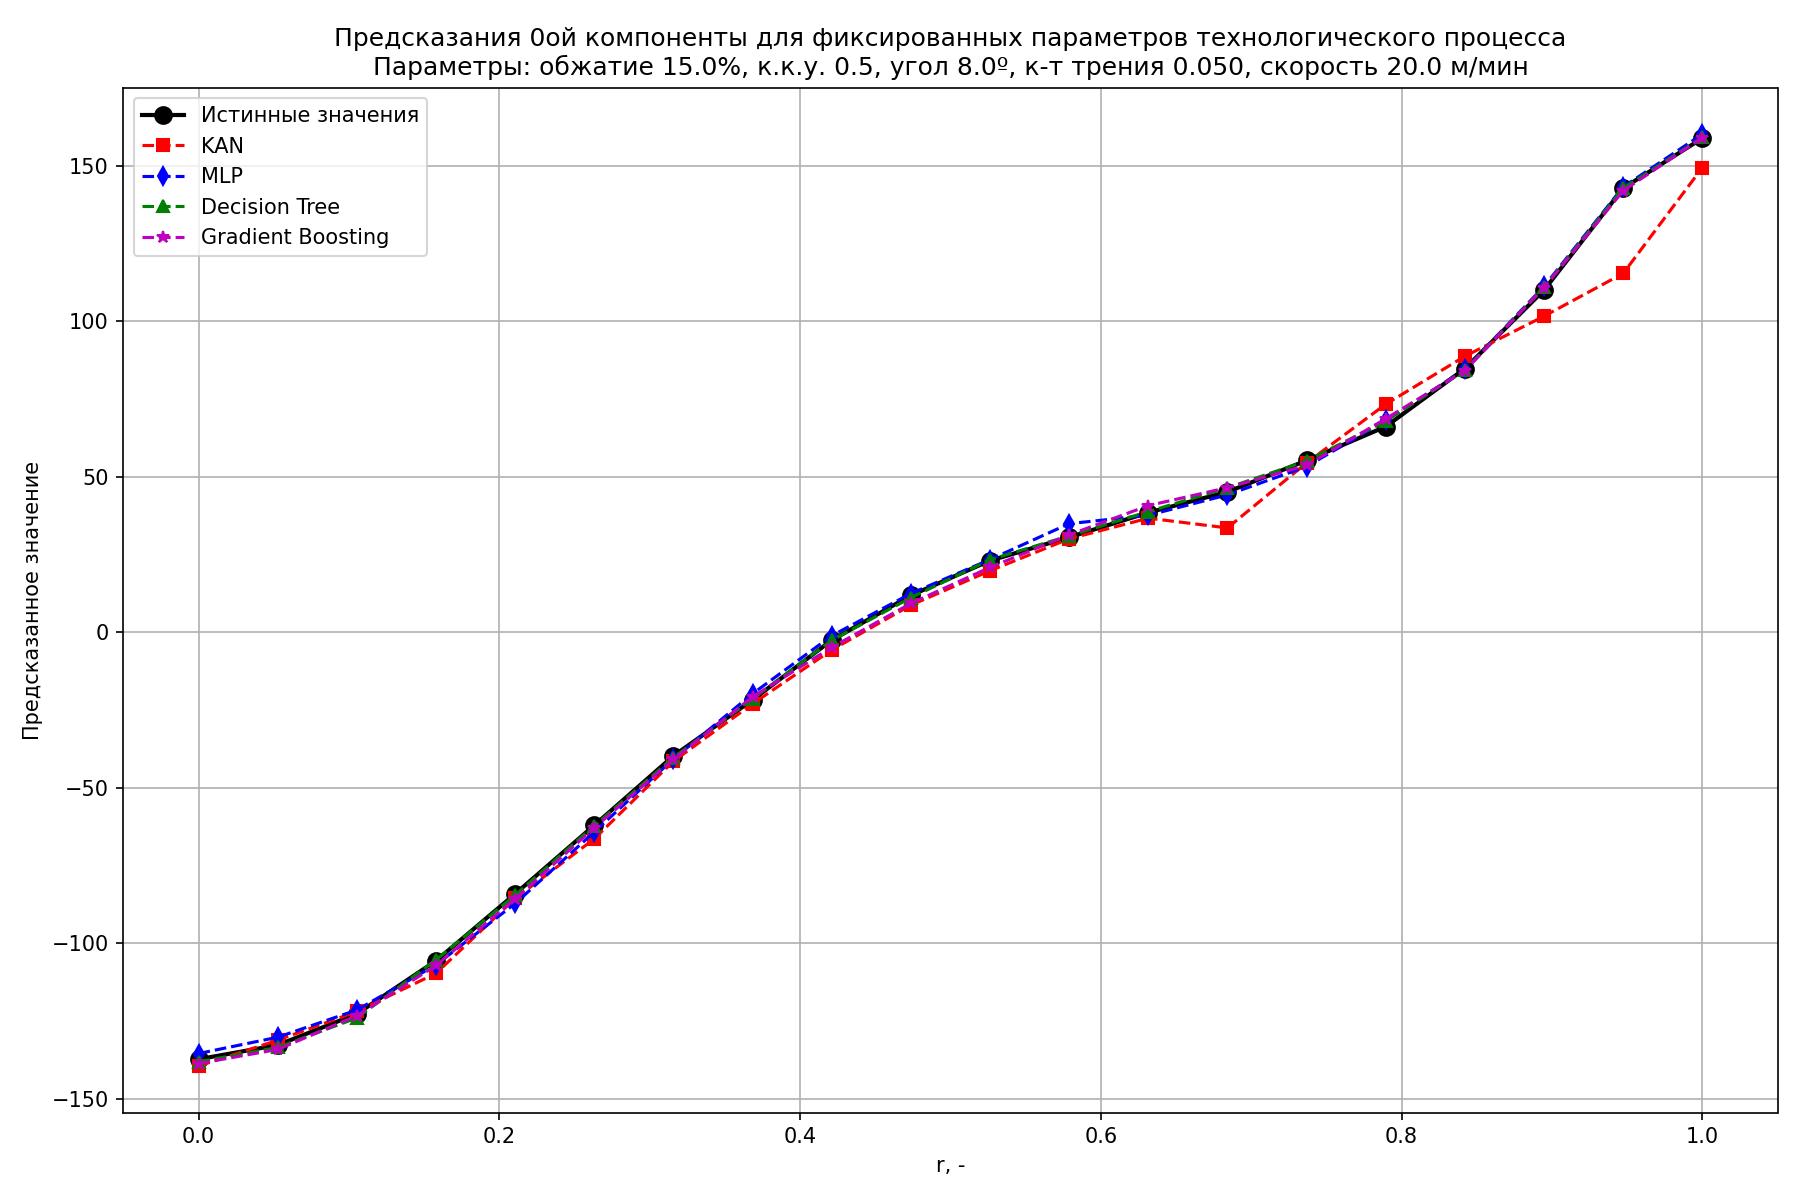 Предсказания 0ой компоненты для фиксированных параметров технологического процесса
Параметры: обжатие 15.0%, к.к.у. 0.5, угол 8.0º, к-т трения 0.050, скорость 20.0 м/мин
Истинные значения
KAN
MLP
Decision Tree
Gradient Boosting
Предсказанное значение
150
100
50
0
−50
−100
−150
0.0
0.2
0.4
0.6
0.8
1.0
r, -